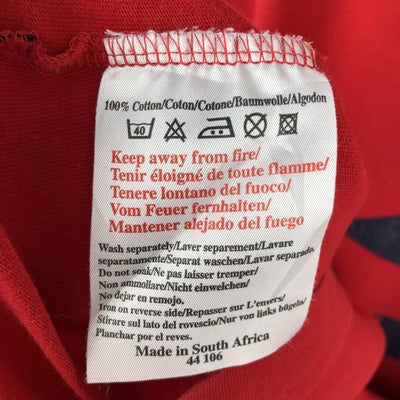 100% Cotton/Coton/Cotone/Baumwolle/Algodon
40
Keep away from fire/
Tenir éloigné de toute flamme/
Tenere lontano del fuoco/
Vom Feuer fernhalten/
Mantener alejado del fuego
Wash separately/Laver separement/Lavare
separatamente/Separat waschen/Lavar separado.
Do not soak/Ne pas laisser tremper/
Non ammollare/Nicht einweichen/
No dejar en remojo.
Iron on reverse side/Repasser sur L'envers/
Stirare sul lato del rovescio/Nur von links bügeln/
Planchar por el reves.
Made in South Africa
44 106